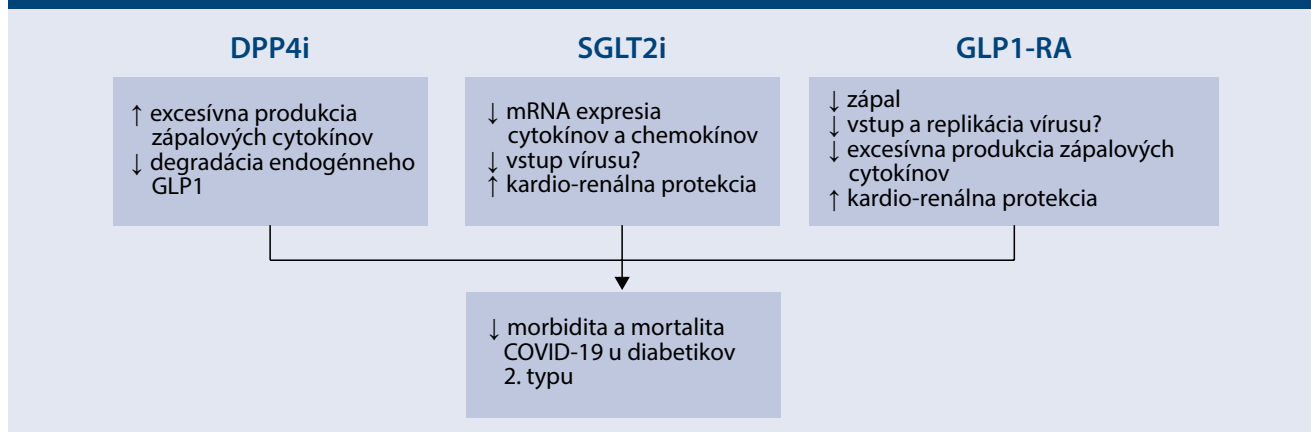 DPP4i
↑ excesívna produkcia
zápalových cytokínov
↓ degradácia endogénneho
GLP1
SGLT2i
↓ mRNA expresia
cytokínov a chemokínov
↓ vstup vírusu?
↑ kardio-renálna protekcia
GLP1-RA
↓ zápal
↓ vstup a replikácia vírusu?
↓ excesívna produkcia zápalových
cytokínov
↑ kardio-renálna protekcia
↓ morbidita a mortalita
COVID-19 u diabetikov
2. typu